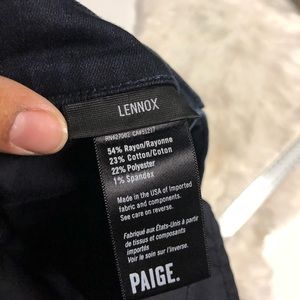 LENNOX
54% Rayon/Rayonne
23% Cotton/Coton
22% Polyester
1% Spandex
Made in the USA of Imported
fabric and components.
See care on reverse.
Fabriqué aux États-Unis à partir
de tissus et composants
importés
Voir le soin sur l'inverse.
PAIGE.